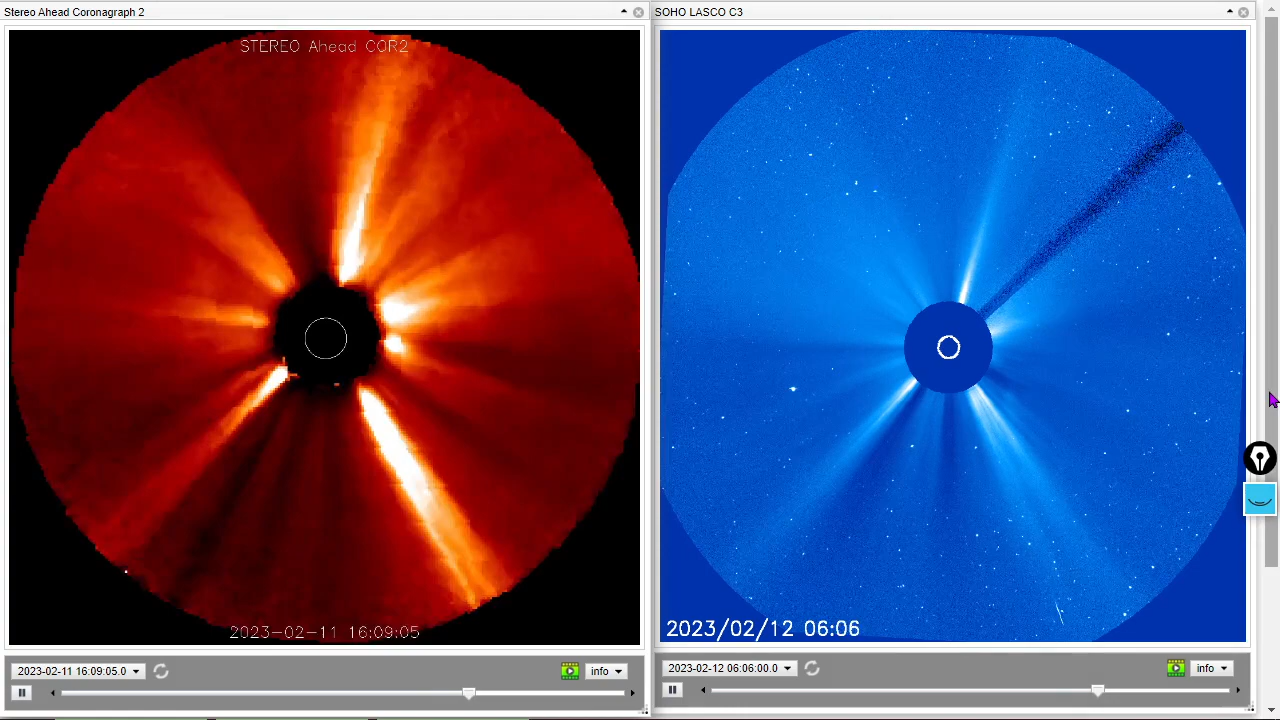 Stereo Ahead Coronagraph 2
SOHO LASCO C3
STEREO Ahead COR2
2023-02-11 16:09:05
2023/02/12 06:06
2023-02-11 16:09:05.0
info
2023-02-12 06:06:00.0
info